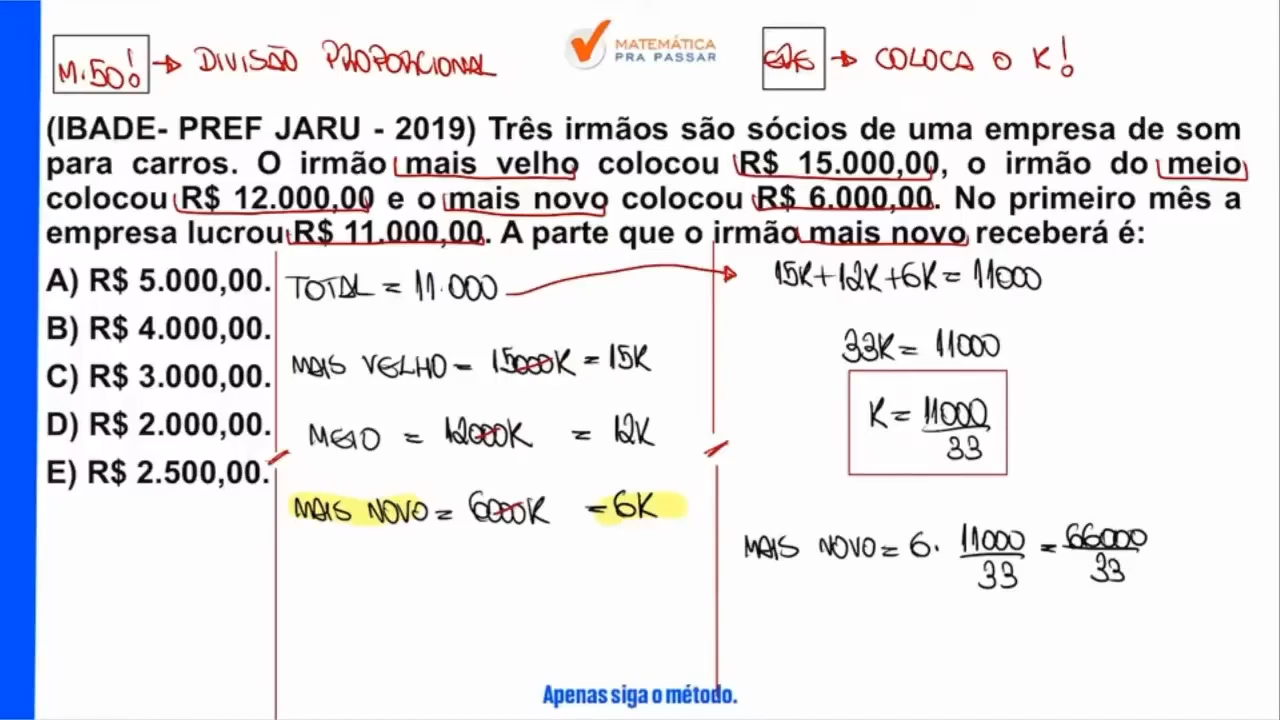 M.50! → DIVISÃO PROPORCIONAL
MATEMÁTICA
PRA PASSAR
→ COLOCA O K!
(IBADE- PREF JARU - 2019) Três irmãos são sócios de uma empresa de som
para carros. O irmão mais velho colocou R$ 15.000,00, o irmão do meio
colocou R$ 12.000,00 e o mais novo colocou R$ 6.000,00. No primeiro mês a
empresa lucrou R$ 11.000,00. A parte que o irmão mais novo receberá é:
A) R$ 5.000,00.
B) R$ 4.000,00.
C) R$ 3.000,00.
D) R$ 2.000,00.
E) R$ 2.500,00.
TOTAL = 11.000
MAIS VELHO = 15000K = 15K
MEIO = 12000K = 12K
MAIS NOVO = 6000K = 6K
15K+12K+6K = 11000
33K = 11000
K = 11000/33
MAIS NOVO = 6. 11000/33 = 66000/33
Apenas siga o método.